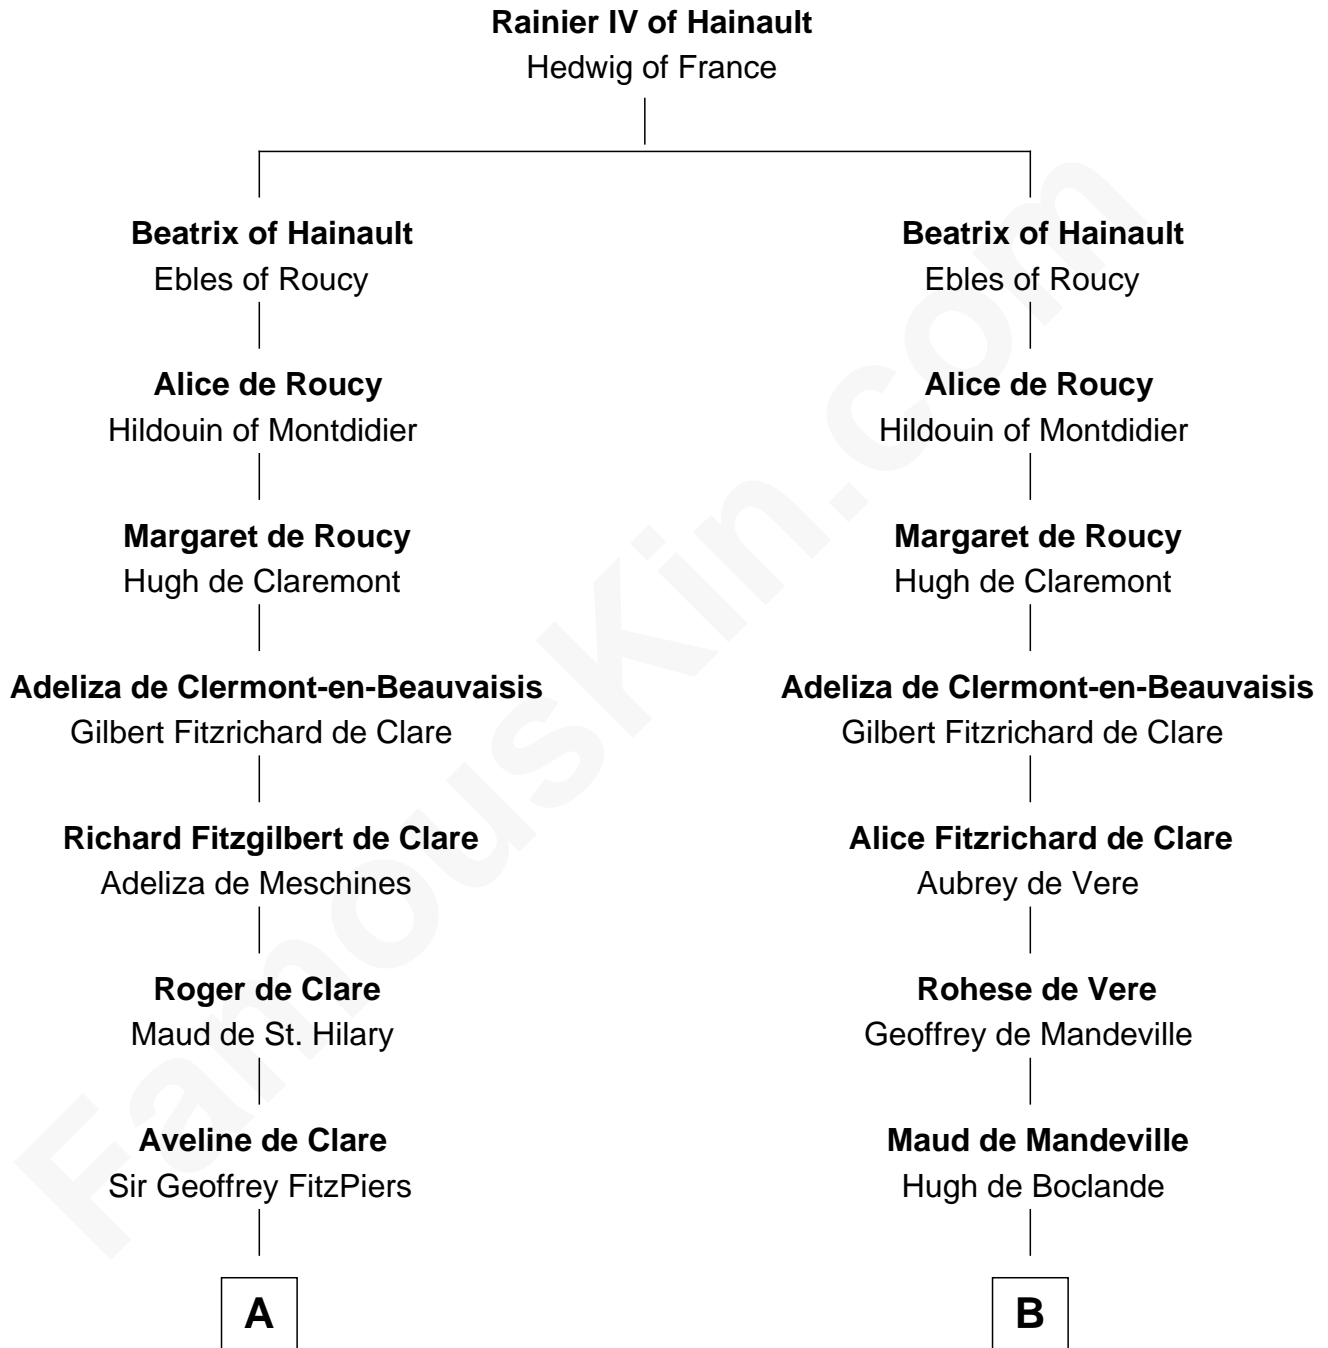 Rainier IV of Hainault
Hedwig of France
Beatrix of Hainault
Ebles of Roucy
Alice de Roucy
Hildouin of Montdidier
Margaret de Roucy
Hugh de Claremont
Adeliza de Clermont-en-Beauvaisis
Gilbert Fitzrichard de Clare
Richard Fitzgilbert de Clare
Adeliza de Meschines
Roger de Clare
Maud de St. Hilary
Aveline de Clare
Sir Geoffrey FitzPiers
A
Beatrix of Hainault
Ebles of Roucy
Alice de Roucy
Hildouin of Montdidier
Margaret de Roucy
Hugh de Claremont
Adeliza de Clermont-en-Beauvaisis
Gilbert Fitzrichard de Clare
Alice Fitzrichard de Clare
Aubrey de Vere
Rohese de Vere
Geoffrey de Mandeville
Maud de Mandeville
Hugh de Boclande
B
FamousKin.com